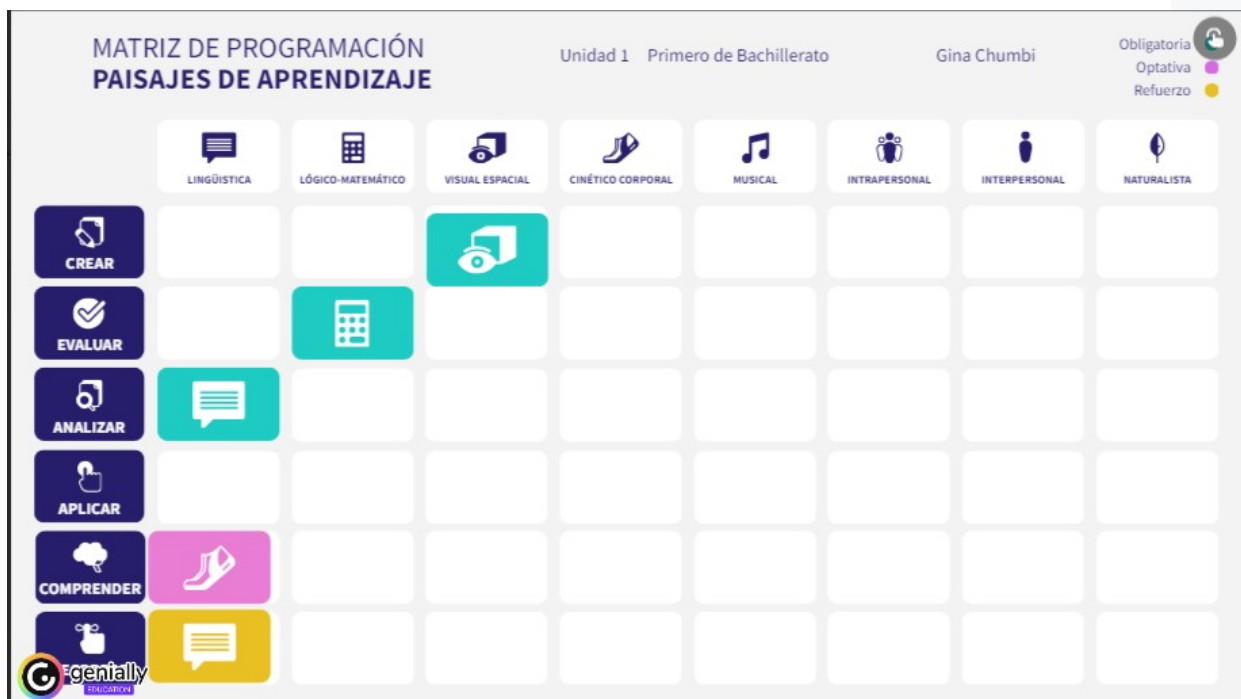 MATRIZ DE PROGRAMACIÓN
PAISAJES DE APRENDIZAJE
Unidad 1 Primero de Bachillerato
Gina Chumbi
Obligatoria
Optativa
Refuerzo
LINGÜISTICA
LÓGICO-MATEMÁTICO
VISUAL ESPACIAL
CINÉTICO CORPORAL
MUSICAL
INTRAPERSONAL
INTERPERSONAL
NATURALISTA
CREAR
EVALUAR
ANALIZAR
APLICAR
COMPRENDER
genially
EDUCATION